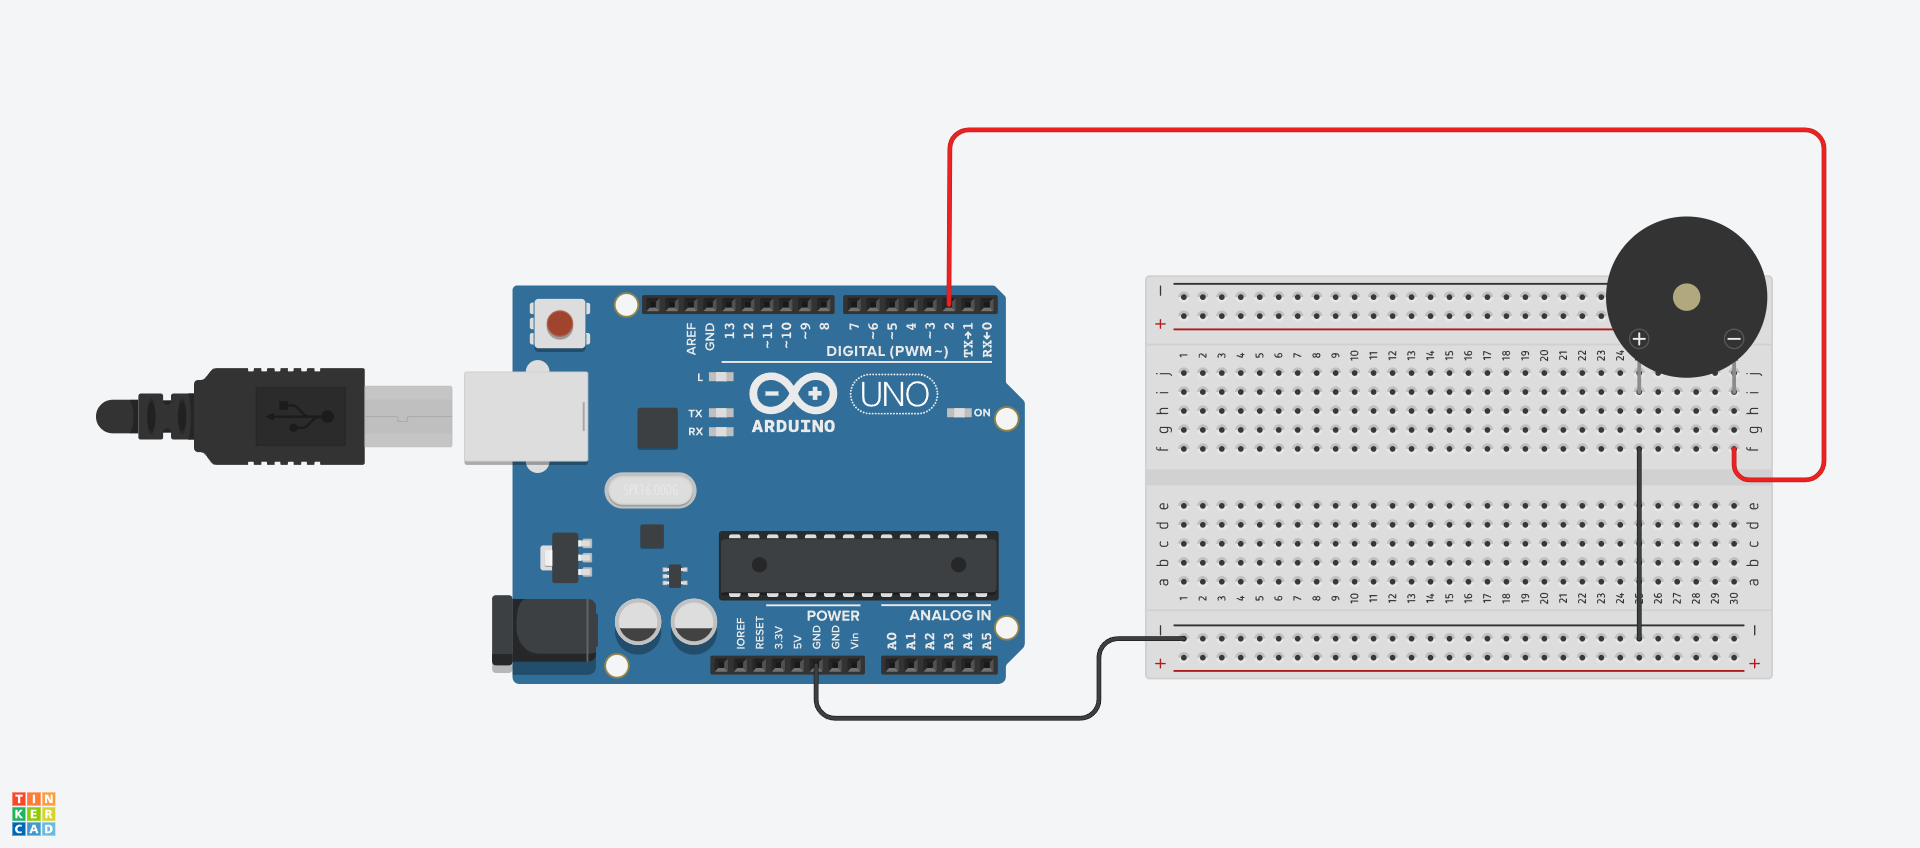 AREF
GND
13
12
~11
~10
~9
8
7
~6
~5
4
~3
2
TX→1
RX←0
DIGITAL (PWM~)
L
TX
RX
UNO
ON
ARDUINO
SPK16.000G
POWER
ANALOG IN
IOREF
RESET
3.3V
5V
GND
GND
Vin
A0
A1
A2
A3
A4
A5
−
+
+ −
1 2 3 4 5 6 7 8 9 10 11 12 13 14 15 16 17 18 19 20 21 22 23 24
j j
i i
h h
g g
f f
e e
d d
c c
b b
a a
1 2 3 4 5 6 7 8 9 10 11 12 13 14 15 16 17 18 19 20 21 22 23 24 25 26 27 28 29 30
− −
+ +
TIN
KER
CAD